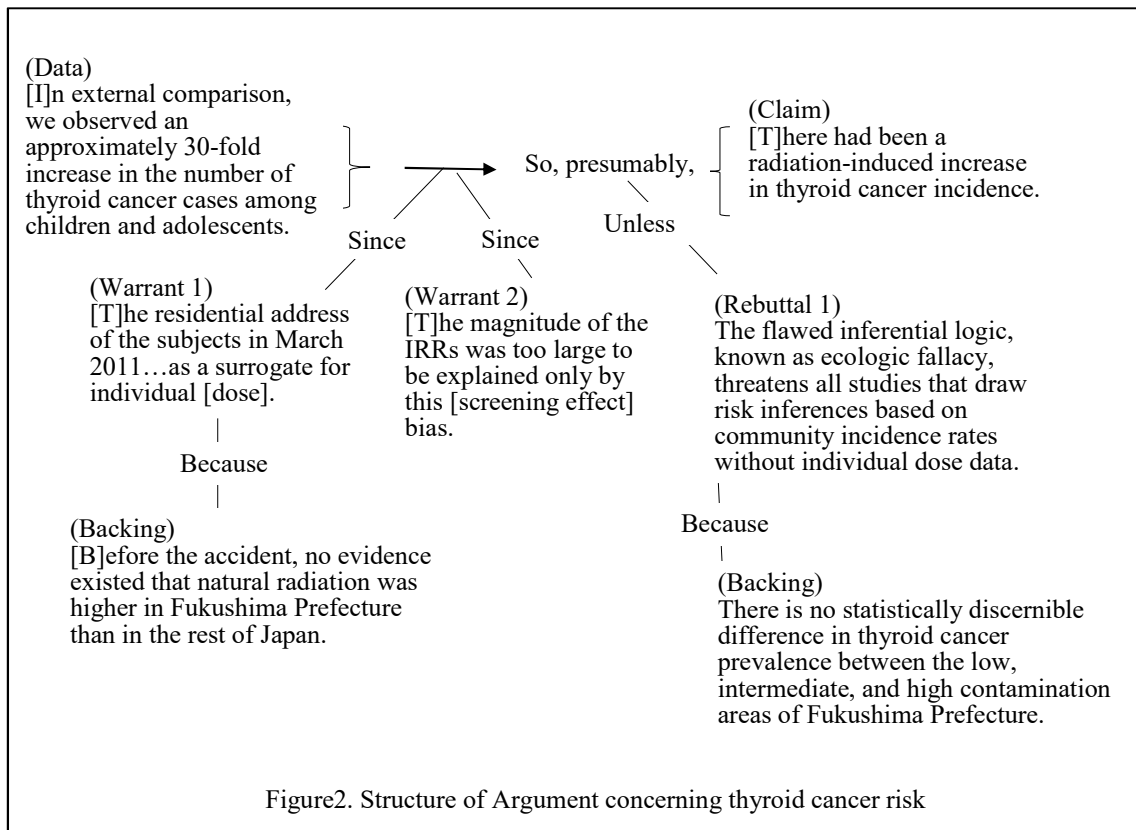 (Data)
[I]n external comparison,
we observed an
approximately 30-fold
increase in the number of
thyroid cancer cases among
children and adolescents.
So, presumably,
(Claim)
[T]here had been a
radiation-induced increase
in thyroid cancer incidence.
Since
Since
Unless
(Warrant 1)
[T]he residential address
of the subjects in March
2011…as a surrogate for
individual [dose].
(Warrant 2)
[T]he magnitude of the
IRRs was too large to
be explained only by
this [screening effect]
bias.
(Rebuttal 1)
The flawed inferential logic,
known as ecologic fallacy,
threatens all studies that draw
risk inferences based on
community incidence rates
without individual dose data.
Because
Because
(Backing)
[B]efore the accident, no evidence
existed that natural radiation was
higher in Fukushima Prefecture
than in the rest of Japan.
(Backing)
There is no statistically discernible
difference in thyroid cancer
prevalence between the low,
intermediate, and high contamination
areas of Fukushima Prefecture.
Figure2. Structure of Argument concerning thyroid cancer risk